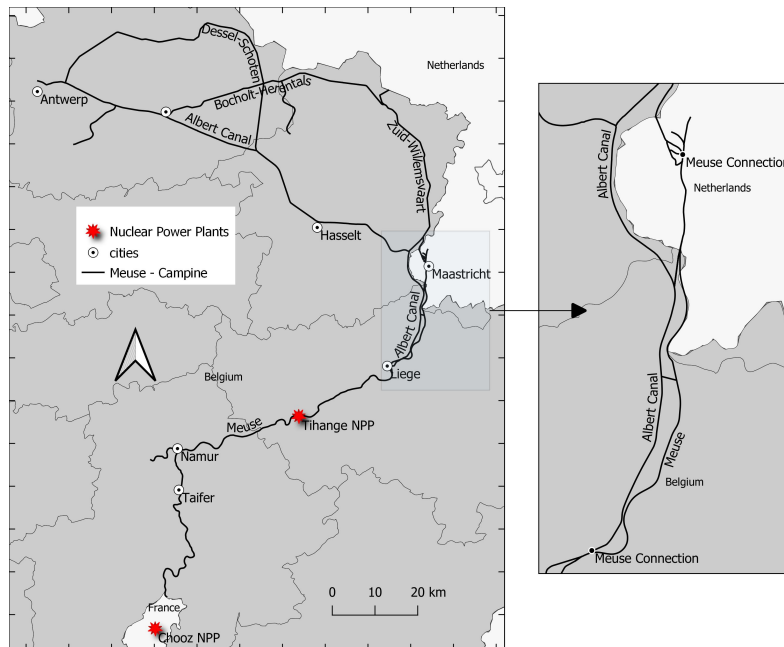 Dessel-Schoten
Netherlands
Bocholt-Herentals
Antwerp
Albert Canal
Zuid-Willemsvaart
Nuclear Power Plants
cities
Meuse - Campine
Hasselt
Maastricht
Albert Canal
Liege
Belgium
Meuse
Tihange NPP
Namur
Taifer
0 10 20 km
France
Chooz NPP
Albert Canal
Meuse Connection
Netherlands
Albert Canal
Meuse
Belgium
Meuse Connection